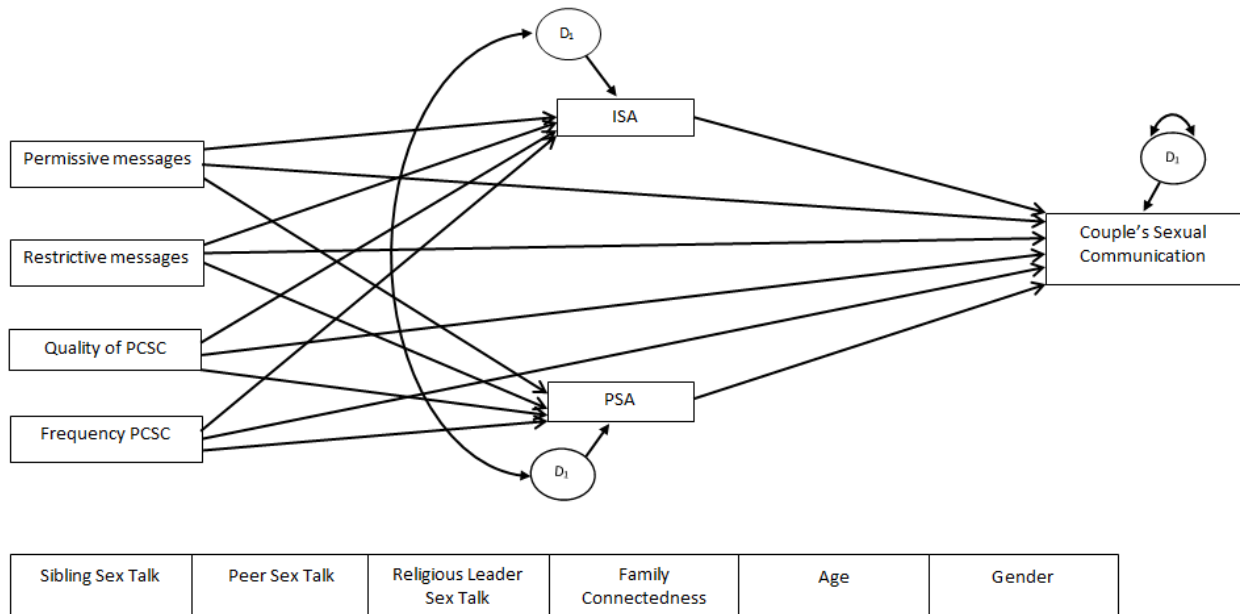 D₁
ISA
Permissive messages
D₁
Restrictive messages
Couple's Sexual
Communication
Quality of PCSC
PSA
Frequency PCSC
D₁
Sibling Sex Talk
Peer Sex Talk
Religious Leader
Sex Talk
Family
Connectedness
Age
Gender